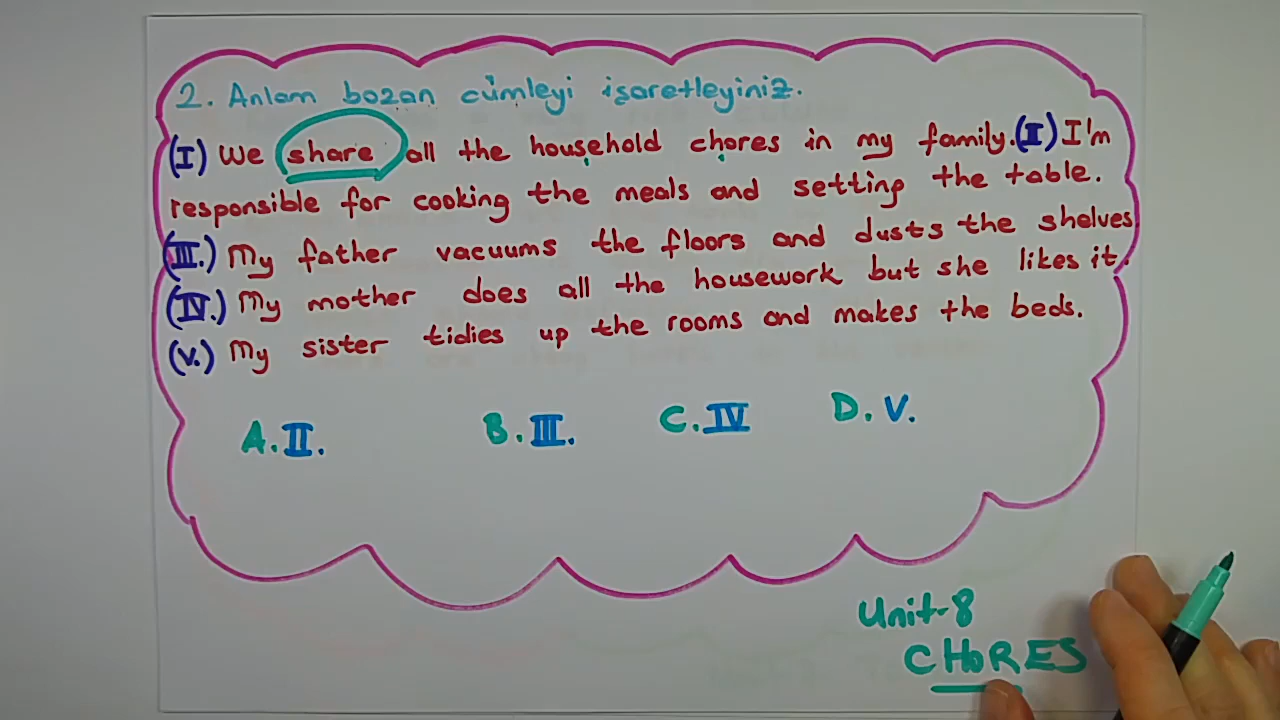 2. Anlam bozan cümleyi işaretleyiniz.
(I) We share all the household chores in my family. (II) I'm
responsible for cooking the meals and setting the table.
(III.) My father vacuums the floors and dusts the shelves
(IV.) My mother does all the housework but she likes it.
(V.) My sister tidies up the rooms and makes the beds.
A. II. B. III. C. IV D. V.
Unit-8
CHORES